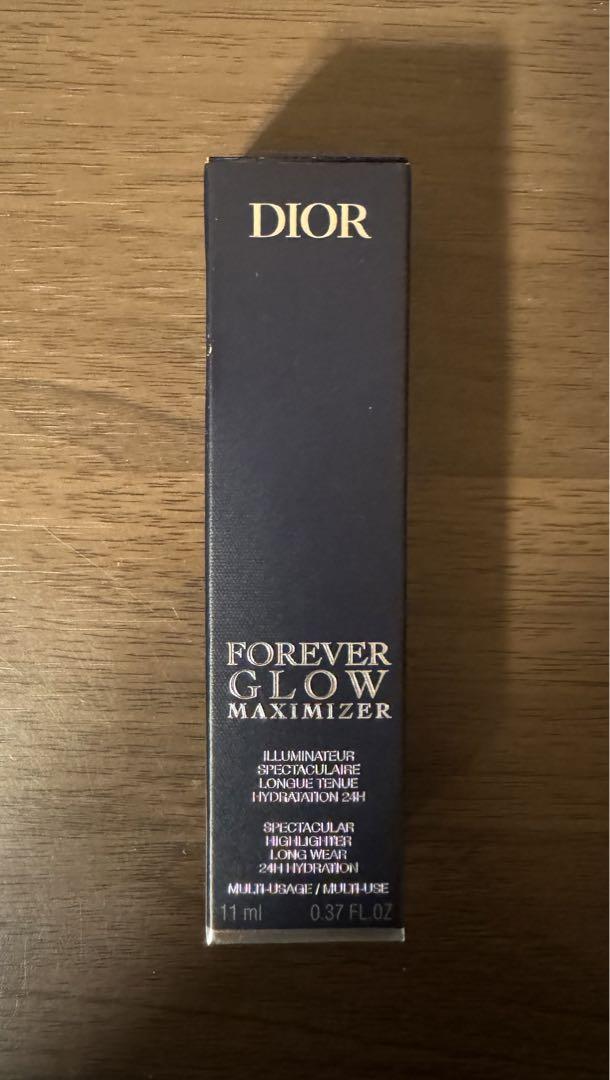 DIOR
FOREVER
GLOW
MAXIMIZER
ILLUMINATEUR
SPECTACULAIRE
LONGUE TENUE
HYDRATATION 24H
SPECTACULAR
HIGHLIGHTER
LONG WEAR
24H HYDRATION
MULTI-USAGE / MULTI-USE
11 ml 0.37 FL.OZ